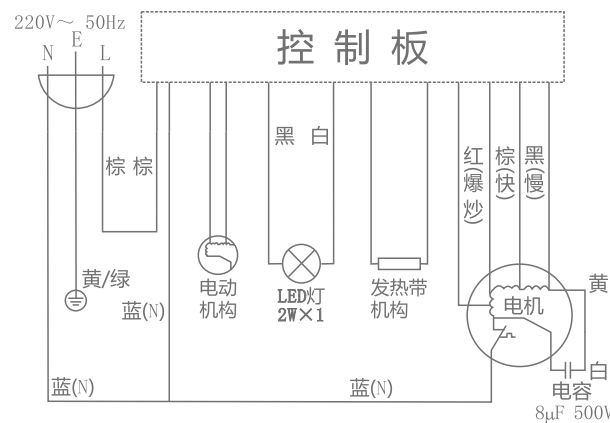 220V～ 50Hz
N E L
控制板
棕 棕
黑 白
红(爆炒)
棕(快)
黑(慢)
黄/绿
蓝(N)
电动
机构
LED灯
2W×1
发热带
机构
电机
黄
白
电容
8μF 500V
蓝(N)
蓝(N)